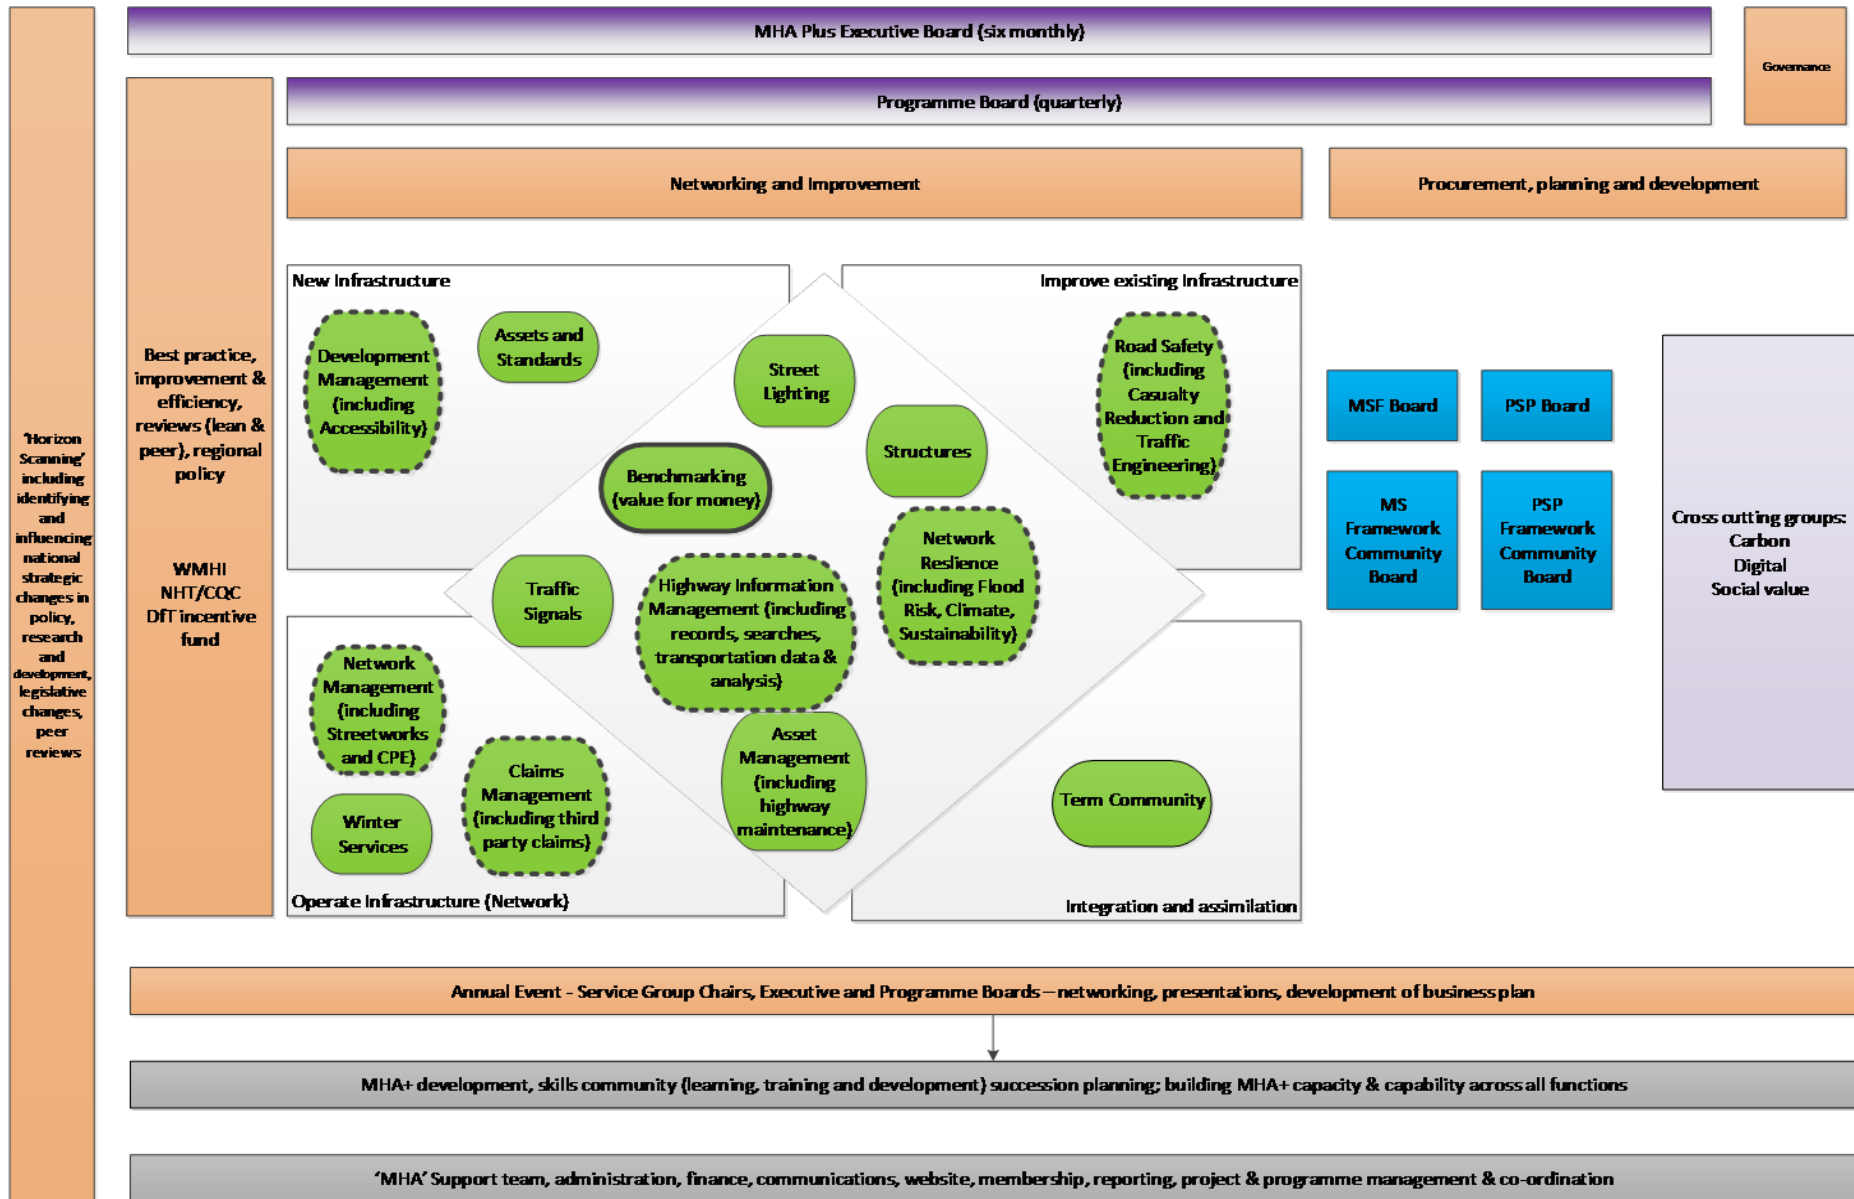 MHA Plus Executive Board (six monthly)
Governance
Programme Board (quarterly)
Networking and Improvement
Procurement, planning and development
'Horizon
Scanning'
including
identifying
and
influencing
national
strategic
changes in
policy,
research
and
development,
legislative
changes,
peer
reviews
Best practice,
improvement &
efficiency,
reviews (lean &
peer), regional
policy
WMHI
NHT/CQC
DfT incentive
fund
New Infrastructure
Development
Management
(including
Accessibility)
Assets and
Standards
Improve existing Infrastructure
Road Safety
(including
Casualty
Reduction and
Traffic
Engineering)
Street
Lighting
Structures
Benchmarking
(value for money)
Network
Reslience
(including Flood
Risk, Climate,
Sustainability)
Traffic
Signals
Highway Information
Management (including
records, searches,
transportation data &
analysis)
Asset
Management
(including
highway
maintenance)
Network
Management
(including
Streetworks
and CPE)
Claims
Management
(including third
party claims)
Winter
Services
Operate Infrastructure (Network)
Term Community
Integration and assimilation
MSF Board
PSP Board
MS
Framework
Community
Board
PSP
Framework
Community
Board
Cross cutting groups:
Carbon
Digital
Social value
Annual Event - Service Group Chairs, Executive and Programme Boards – networking, presentations, development of business plan
MHA+ development, skills community (learning, training and development) succession planning; building MHA+ capacity & capability across all functions
'MHA' Support team, administration, finance, communications, website, membership, reporting, project & programme management & co-ordination